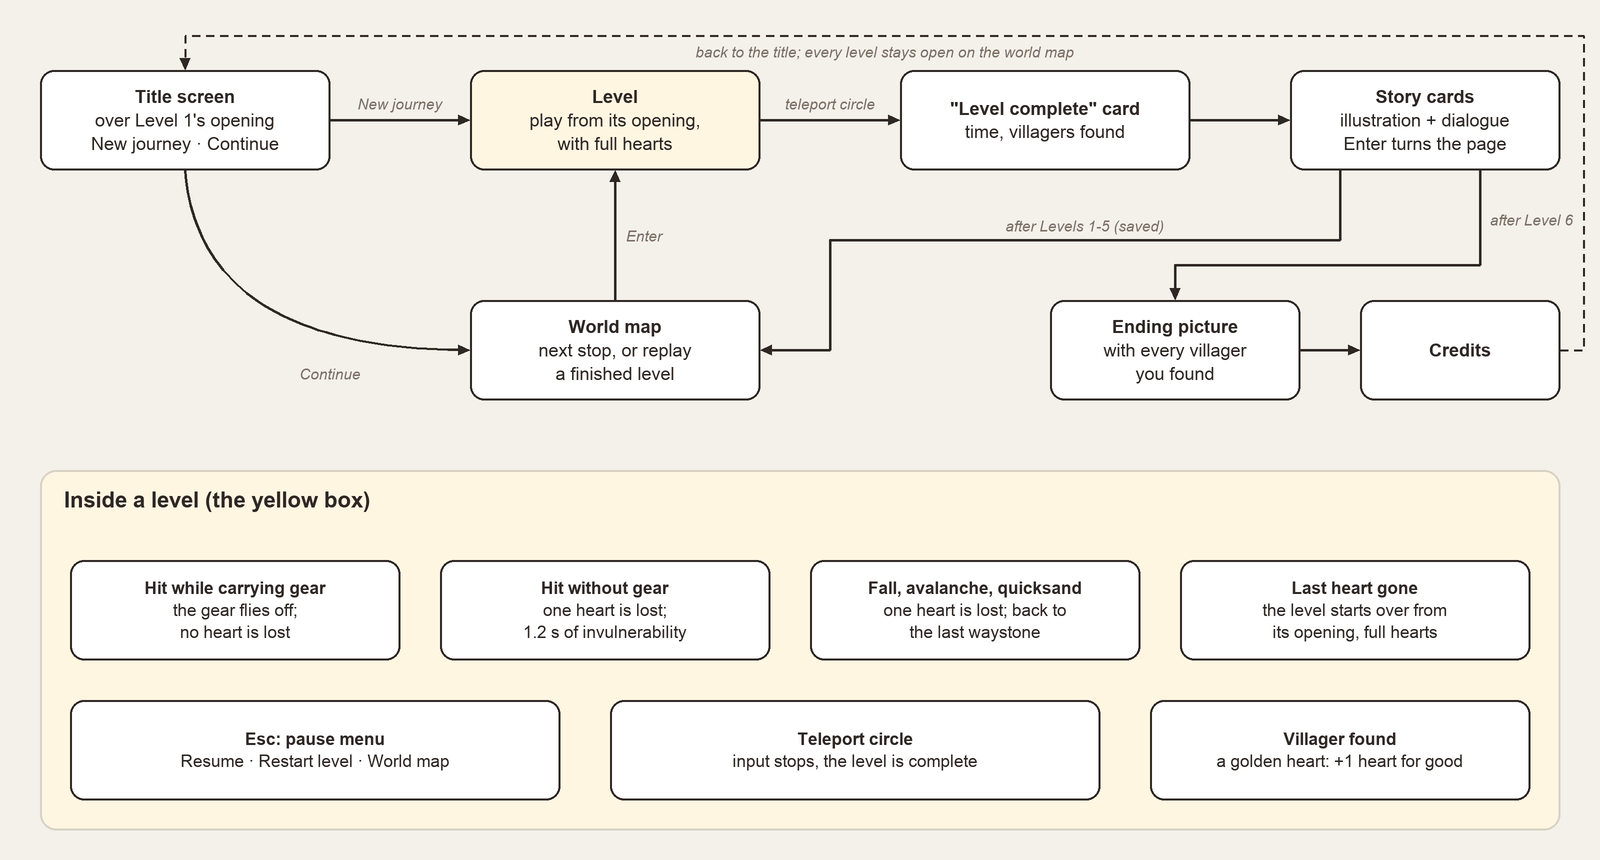 back to the title; every level stays open on the world map
Title screen
over Level 1's opening
New journey · Continue
New journey
Level
play from its opening,
with full hearts
teleport circle
"Level complete" card
time, villagers found
Story cards
illustration + dialogue
Enter turns the page
Enter
after Levels 1-5 (saved)
after Level 6
Continue
World map
next stop, or replay
a finished level
Ending picture
with every villager
you found
Credits
Inside a level (the yellow box)
Hit while carrying gear
the gear flies off;
no heart is lost
Hit without gear
one heart is lost;
1.2 s of invulnerability
Fall, avalanche, quicksand
one heart is lost; back to
the last waystone
Last heart gone
the level starts over from
its opening, full hearts
Esc: pause menu
Resume · Restart level · World map
Teleport circle
input stops, the level is complete
Villager found
a golden heart: +1 heart for good